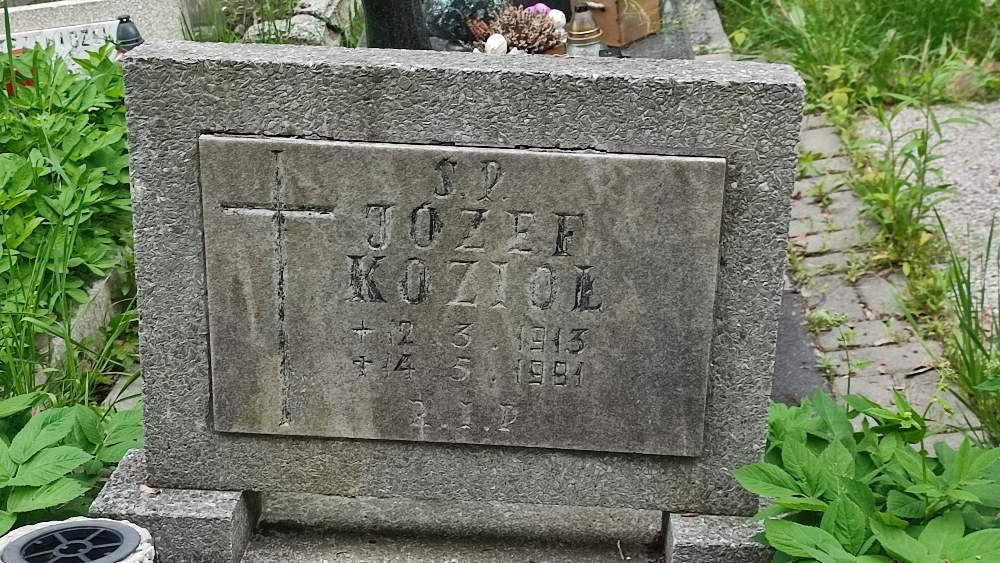 Ś.P.
JÓZEF
KOZIOŁ
12.3.1913
14.5.1981
R.I.P